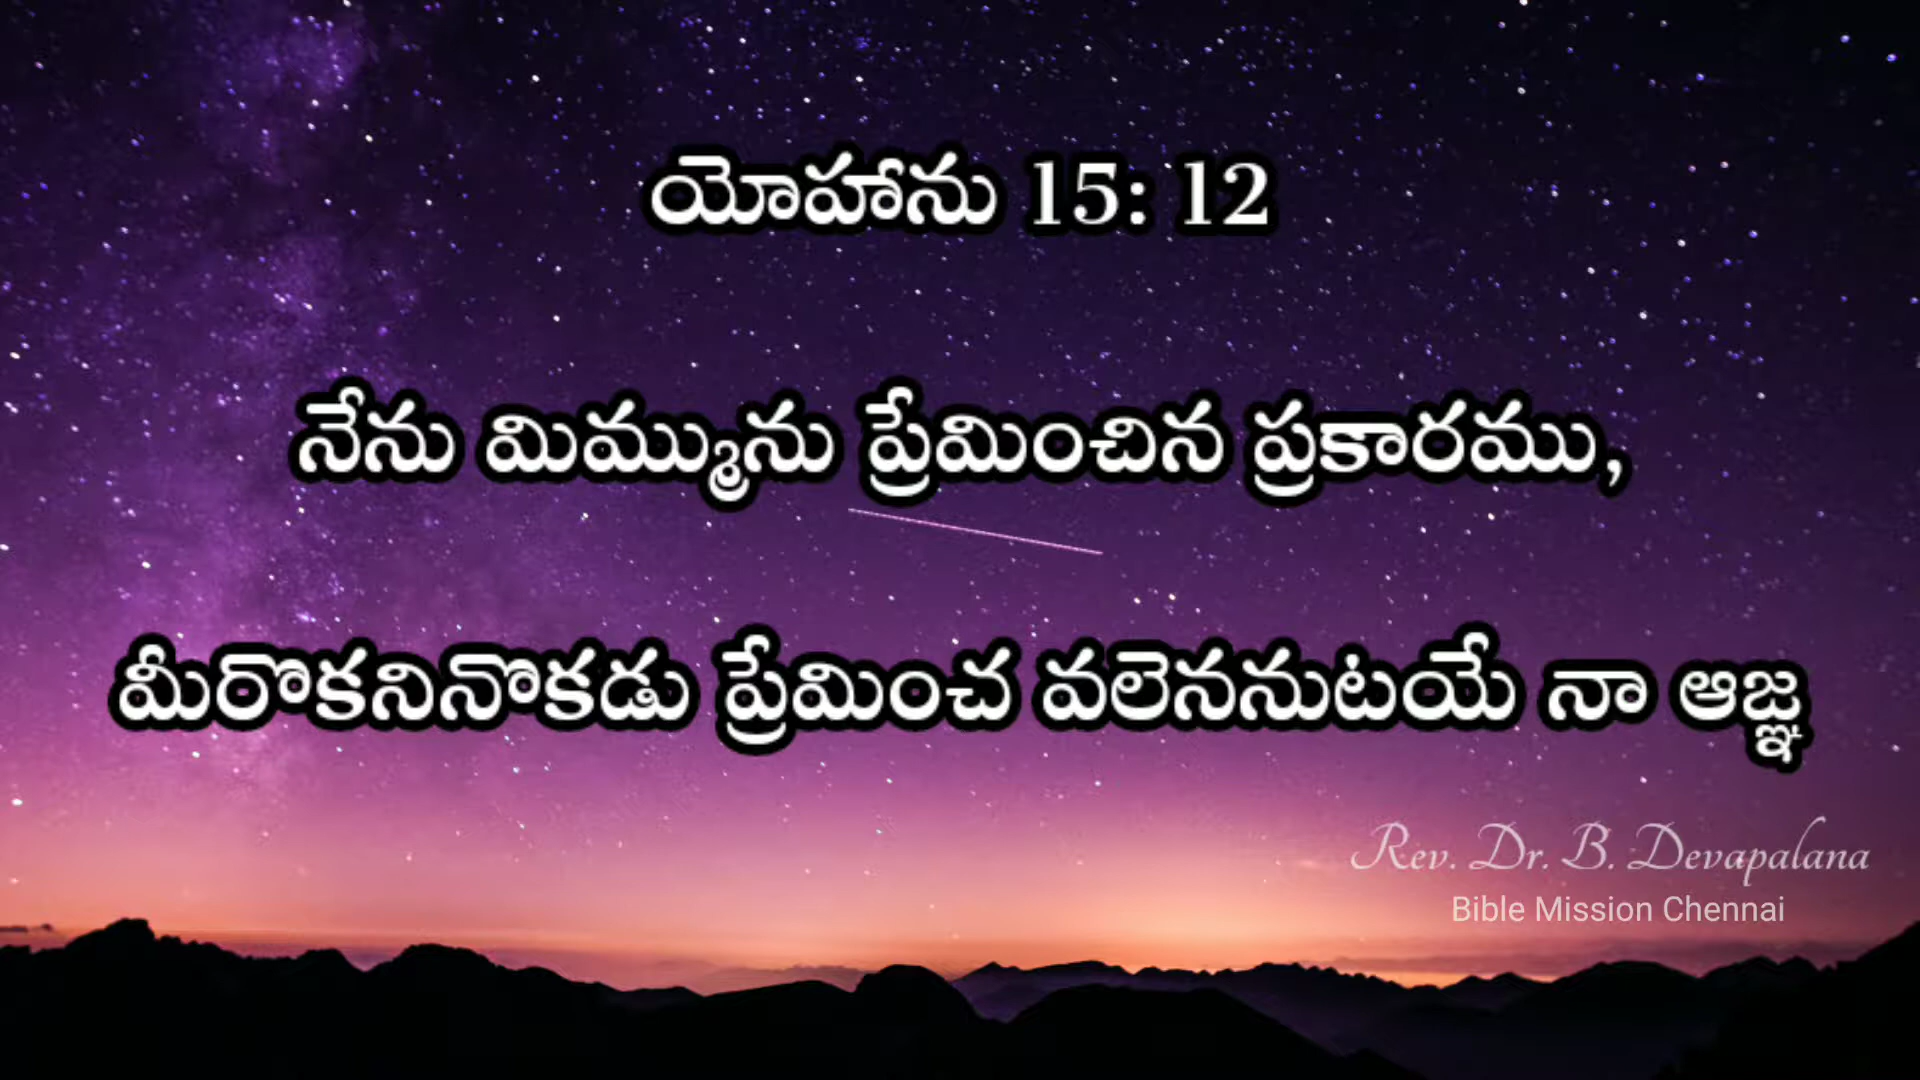 యోహాను 15: 12
నేను మిమ్మును ప్రేమించిన ప్రకారము,
మీరొకనినొకడు ప్రేమించ వలెననుటయే నా ఆజ్ఞ
Rev. Dr. B. Devapalana
Bible Mission Chennai